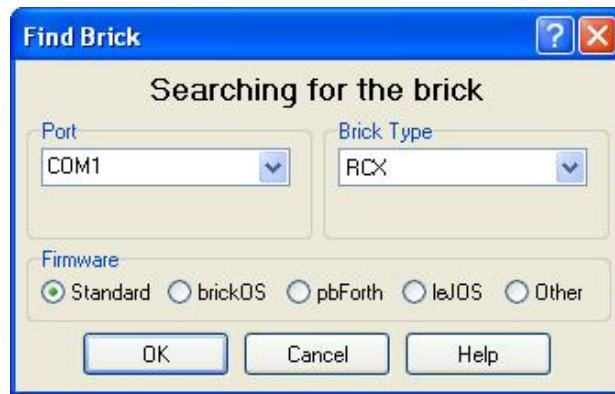 Find Brick
Searching for the brick
Port Brick Type
COM1 RCX
Firmware
Standard brickOS pbForth leJOS Other
OK Cancel Help